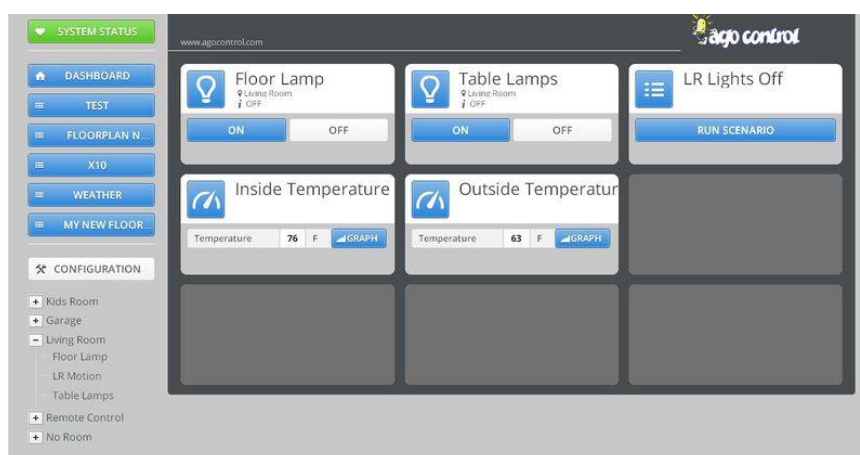 SYSTEM STATUS
DASHBOARD
TEST
FLOORPLAN N...
X10
WEATHER
MY NEW FLOOR...
CONFIGURATION
+ Kids Room
+ Garage
- Living Room
Floor Lamp
LR Motion
Table Lamps
+ Remote Control
+ No Room
www.agocontrol.com
ago control
Floor Lamp
Living Room
i OFF
ON OFF
Table Lamps
Living Room
i OFF
ON OFF
LR Lights Off
RUN SCENARIO
Inside Temperature
Temperature 76 F GRAPH
Outside Temperatur
Temperature 63 F GRAPH